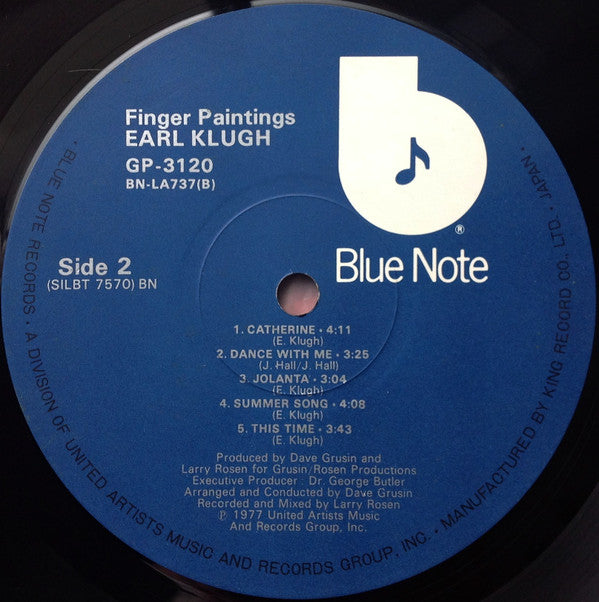 Finger Paintings
EARL KLUGH
GP-3120
BN-LA737(B)
®
Blue Note
Side 2
(SILBT 7570) BN
1. CATHERINE • 4:11
(E. Klugh)
2. DANCE WITH ME • 3:25
(J. Hall/J. Hall)
3. JOLANTA • 3:04
(E. Klugh)
4. SUMMER SONG • 4:08
(E. Klugh)
5. THIS TIME • 3:43
(E. Klugh)
Produced by Dave Grusin and
Larry Rosen for Grusin/Rosen Productions
Executive Producer : Dr. George Butler
Arranged and Conducted by Dave Grusin
Recorded and Mixed by Larry Rosen
℗ 1977 United Artists Music
And Records Group, Inc.
• BLUE NOTE RECORDS • A DIVISION OF UNITED ARTISTS MUSIC AND RECORDS GROUP, INC. • MANUFACTURED BY KING RECORD CO., LTD. JAPAN •